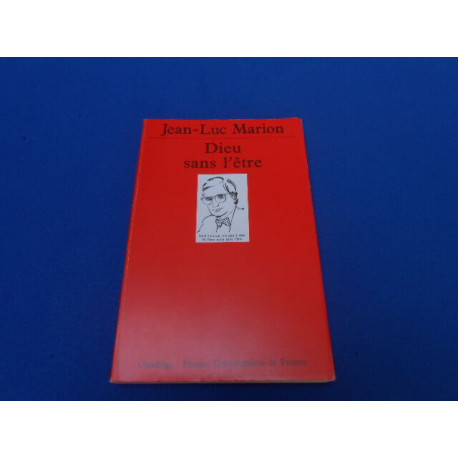 Jean-Luc Marion
Dieu
sans l'être
Quadrige / Presses Universitaires de France